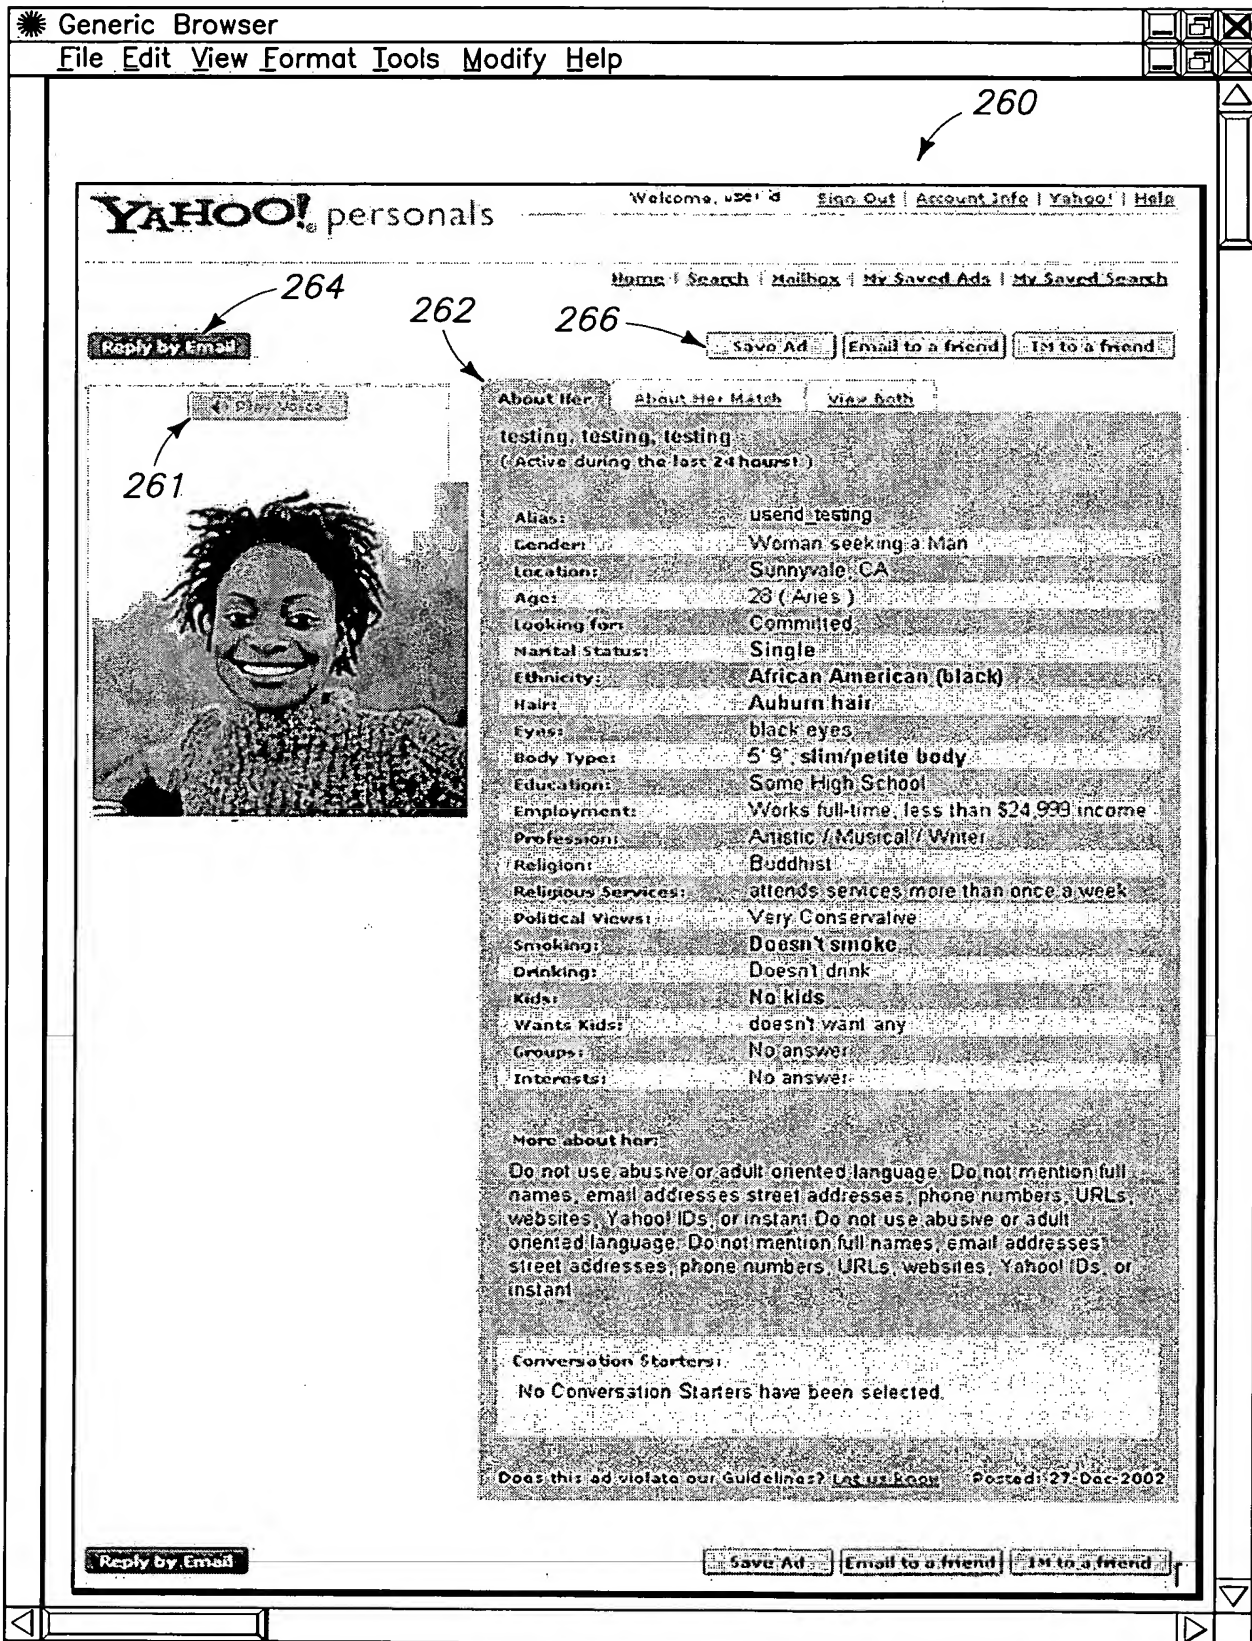 Generic Browser
File Edit View Format Tools Modify Help
260
YAHOO!® personals
Welcome, user id Sign Out | Account Info | Yahoo! | Help
Home | Search | Mailbox | My Saved Ads | My Saved Search
264
262
266
Reply by Email
Save Ad Email to a friend IM to a friend
Play Voice
261
About Her About Her Match View Both
testing, testing, testing
( Active during the last 24 hours! )
Alias: usend_testing
Gender: Woman seeking a Man
Location: Sunnyvale, CA
Age: 28 ( Aries )
Looking for: Committed
Marital Status: Single
Ethnicity: African American (black)
Hair: Auburn hair
Eyes: black eyes
Body Type: 5' 9", slim/petite body
Education: Some High School
Employment: Works full-time, less than $24,999 income
Profession: Artistic / Musical / Writer
Religion: Buddhist
Religious Services: attends services more than once a week
Political Views: Very Conservative
Smoking: Doesn't smoke
Drinking: Doesn't drink
Kids: No kids
Wants Kids: doesn't want any
Groups: No answer
Interests: No answer
More about her:
Do not use abusive or adult oriented language. Do not mention full
names, email addresses street addresses, phone numbers, URLs,
websites, Yahoo! IDs, or instant Do not use abusive or adult
oriented language. Do not mention full names, email addresses
street addresses, phone numbers, URLs, websites, Yahoo! IDs, or
instant
Conversation Starters:
No Conversation Starters have been selected.
Does this ad violate our Guidelines? Let us know Posted: 27-Dec-2002
Reply by Email
Save Ad Email to a friend IM to a friend